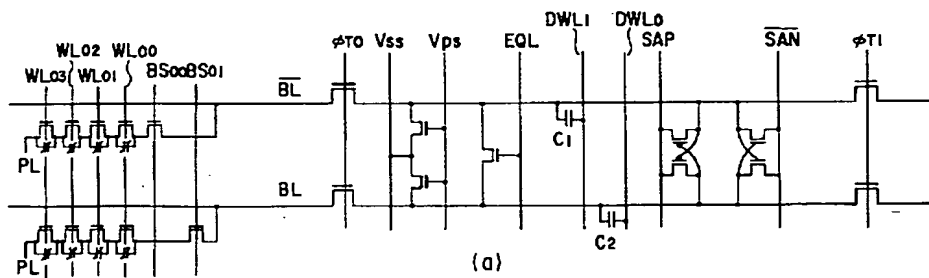 DWL1 DWL0
WL02 WL00 φT0 Vss Vps EQL SAP SAN φT1
WL03 WL01 BS00 BS01
BL
C1
PL
BL
C2
PL
(a)